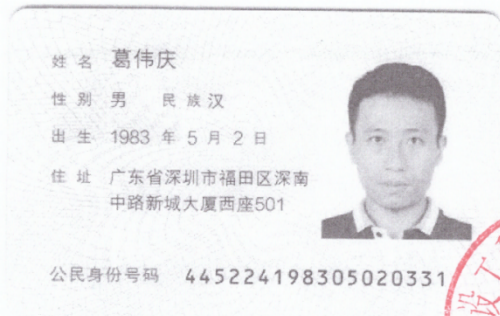 姓名 葛伟庆
性别 男 民族 汉
出生 1983 年 5 月 2 日
住址 广东省深圳市福田区深南
中路新城大厦西座501
公民身份号码 445224198305020331